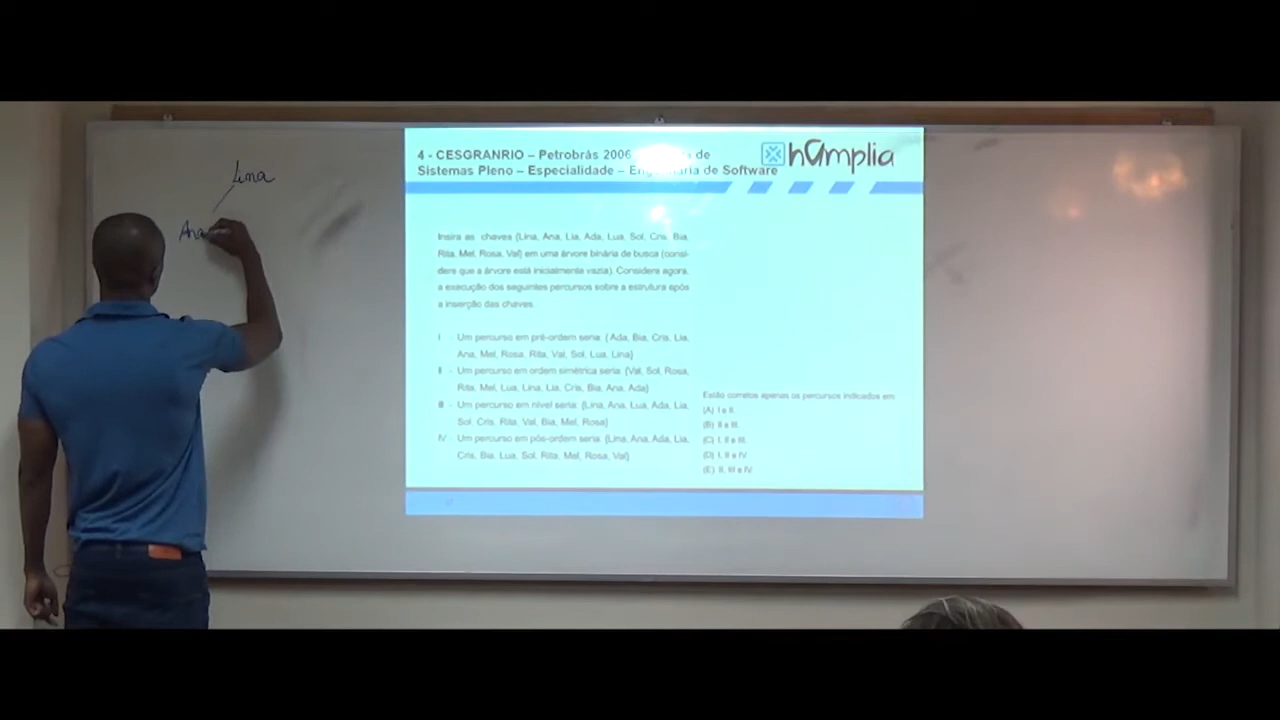 Lina
Ana
4 - CESGRANRIO – Petrobrás 2006 de
Sistemas Pleno – Especialidade – Engenharia de Software
hamplia
Insira as chaves {Lina, Ana, Lia, Ada, Lua, Sol, Cris, Bia,
Rita, Mel, Rosa, Val} em uma árvore binária de busca (consi-
dere que a árvore está inicialmente vazia). Considere agora,
a execução dos seguintes percursos sobre a estrutura após
a inserção das chaves.
I - Um percurso em pré-ordem seria: {Ada, Bia, Cris, Lia,
Ana, Mel, Rosa, Rita, Val, Sol, Lua, Lina}
II - Um percurso em ordem simétrica seria: {Val, Sol, Rosa,
Rita, Mel, Lua, Lina, Lia, Cris, Bia, Ana, Ada}
III - Um percurso em nível seria: {Lina, Ana, Lua, Ada, Lia,
Sol, Cris, Rita, Val, Bia, Mel, Rosa}
IV - Um percurso em pós-ordem seria: {Lina, Ana, Ada, Lia,
Cris, Bia, Lua, Sol, Rita, Mel, Rosa, Val}
Estão corretos apenas os percursos indicados em
(A) I e II.
(B) II e III.
(C) I, II e III.
(D) I, II e IV.
(E) II, III e IV.